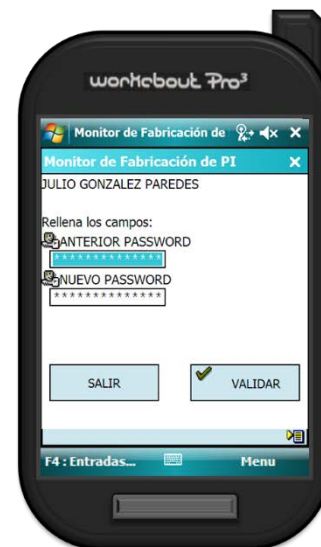 workabout Pro³
Monitor de Fabricación de
Monitor de Fabricación de PI
JULIO GONZALEZ PAREDES
Rellena los campos:
ANTERIOR PASSWORD
**************
NUEVO PASSWORD
**************
SALIR
VALIDAR
F4 : Entradas...
Menu